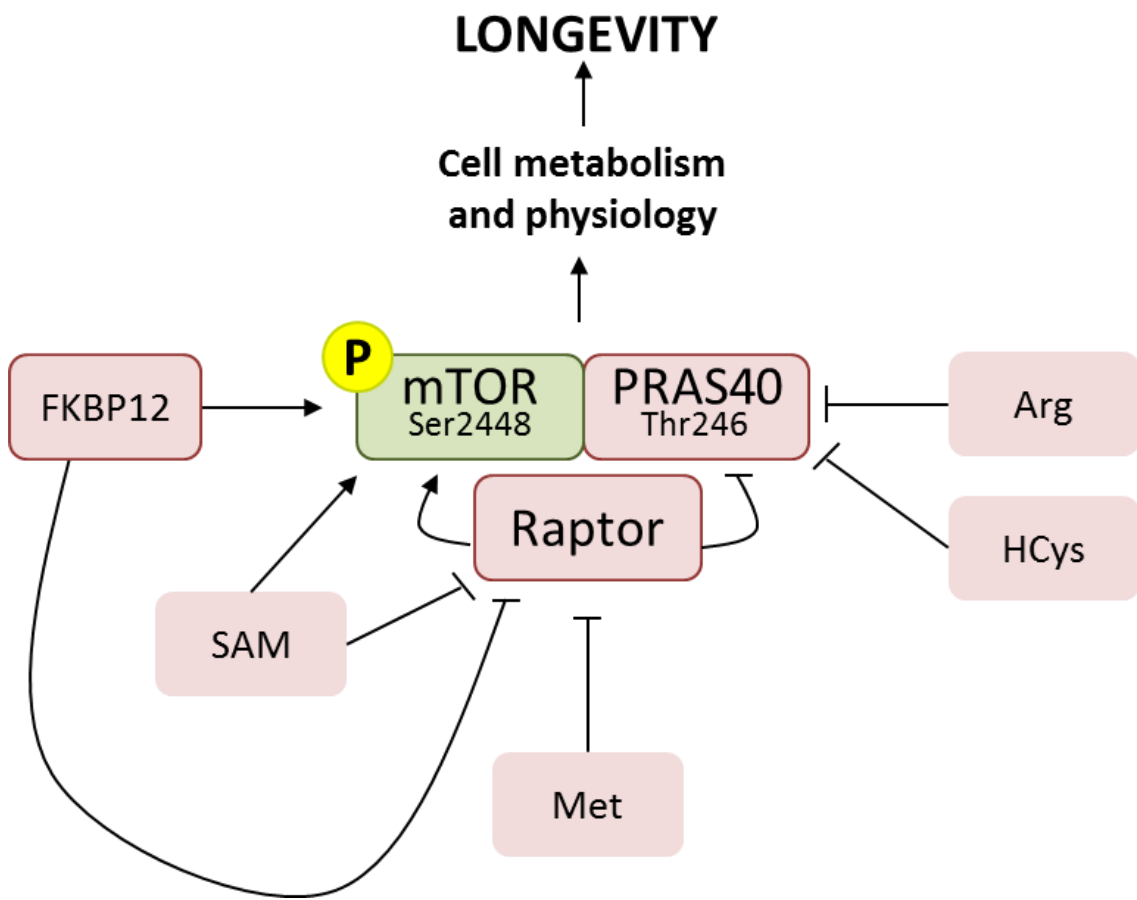 LONGEVITY
Cell metabolism
and physiology
P
mTOR
Ser2448
PRAS40
Thr246
FKBP12
Arg
Raptor
HCys
SAM
Met